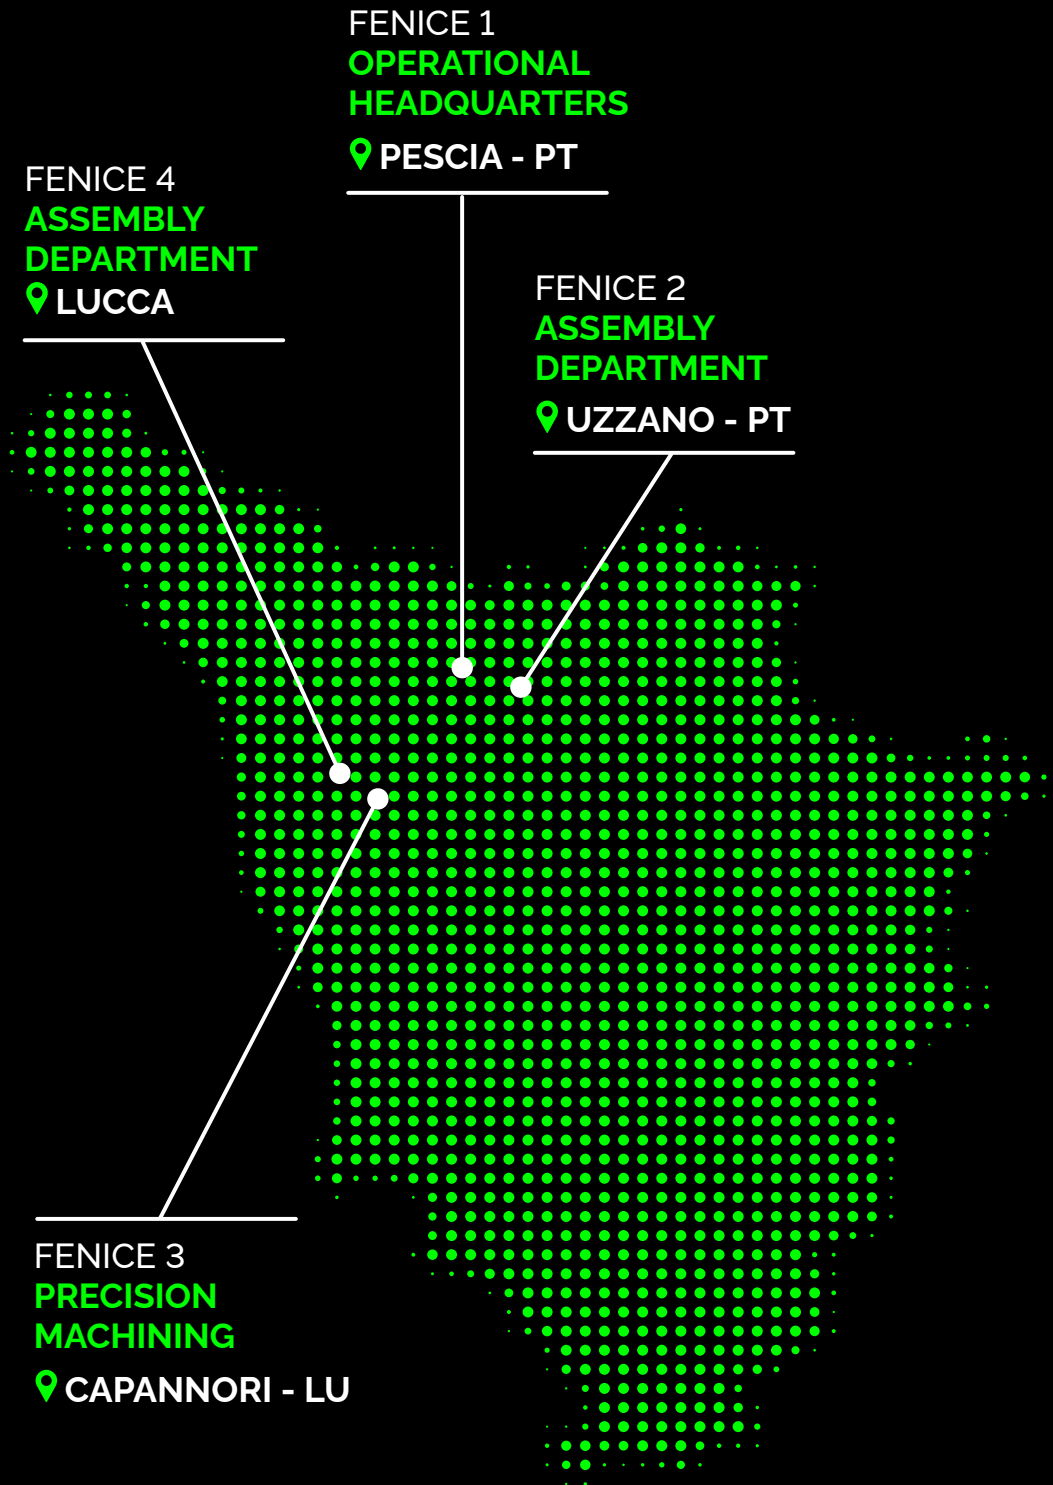 FENICE 1
OPERATIONAL
HEADQUARTERS
PESCIA - PT
FENICE 4
ASSEMBLY
DEPARTMENT
LUCCA
FENICE 2
ASSEMBLY
DEPARTMENT
UZZANO - PT
FENICE 3
PRECISION
MACHINING
CAPANNORI - LU